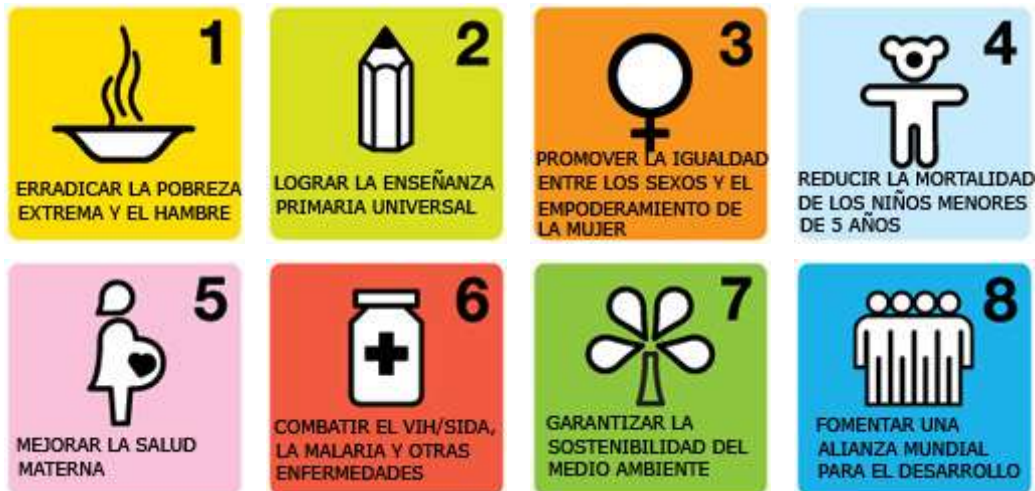 1
ERRADICAR LA POBREZA
EXTREMA Y EL HAMBRE
2
LOGRAR LA ENSEÑANZA
PRIMARIA UNIVERSAL
3
PROMOVER LA IGUALDAD
ENTRE LOS SEXOS Y EL
EMPODERAMIENTO DE
LA MUJER
4
REDUCIR LA MORTALIDAD
DE LOS NIÑOS MENORES
DE 5 AÑOS
5
MEJORAR LA SALUD
MATERNA
6
COMBATIR EL VIH/SIDA,
LA MALARIA Y OTRAS
ENFERMEDADES
7
GARANTIZAR LA
SOSTENIBILIDAD DEL
MEDIO AMBIENTE
8
FOMENTAR UNA
ALIANZA MUNDIAL
PARA EL DESARROLLO